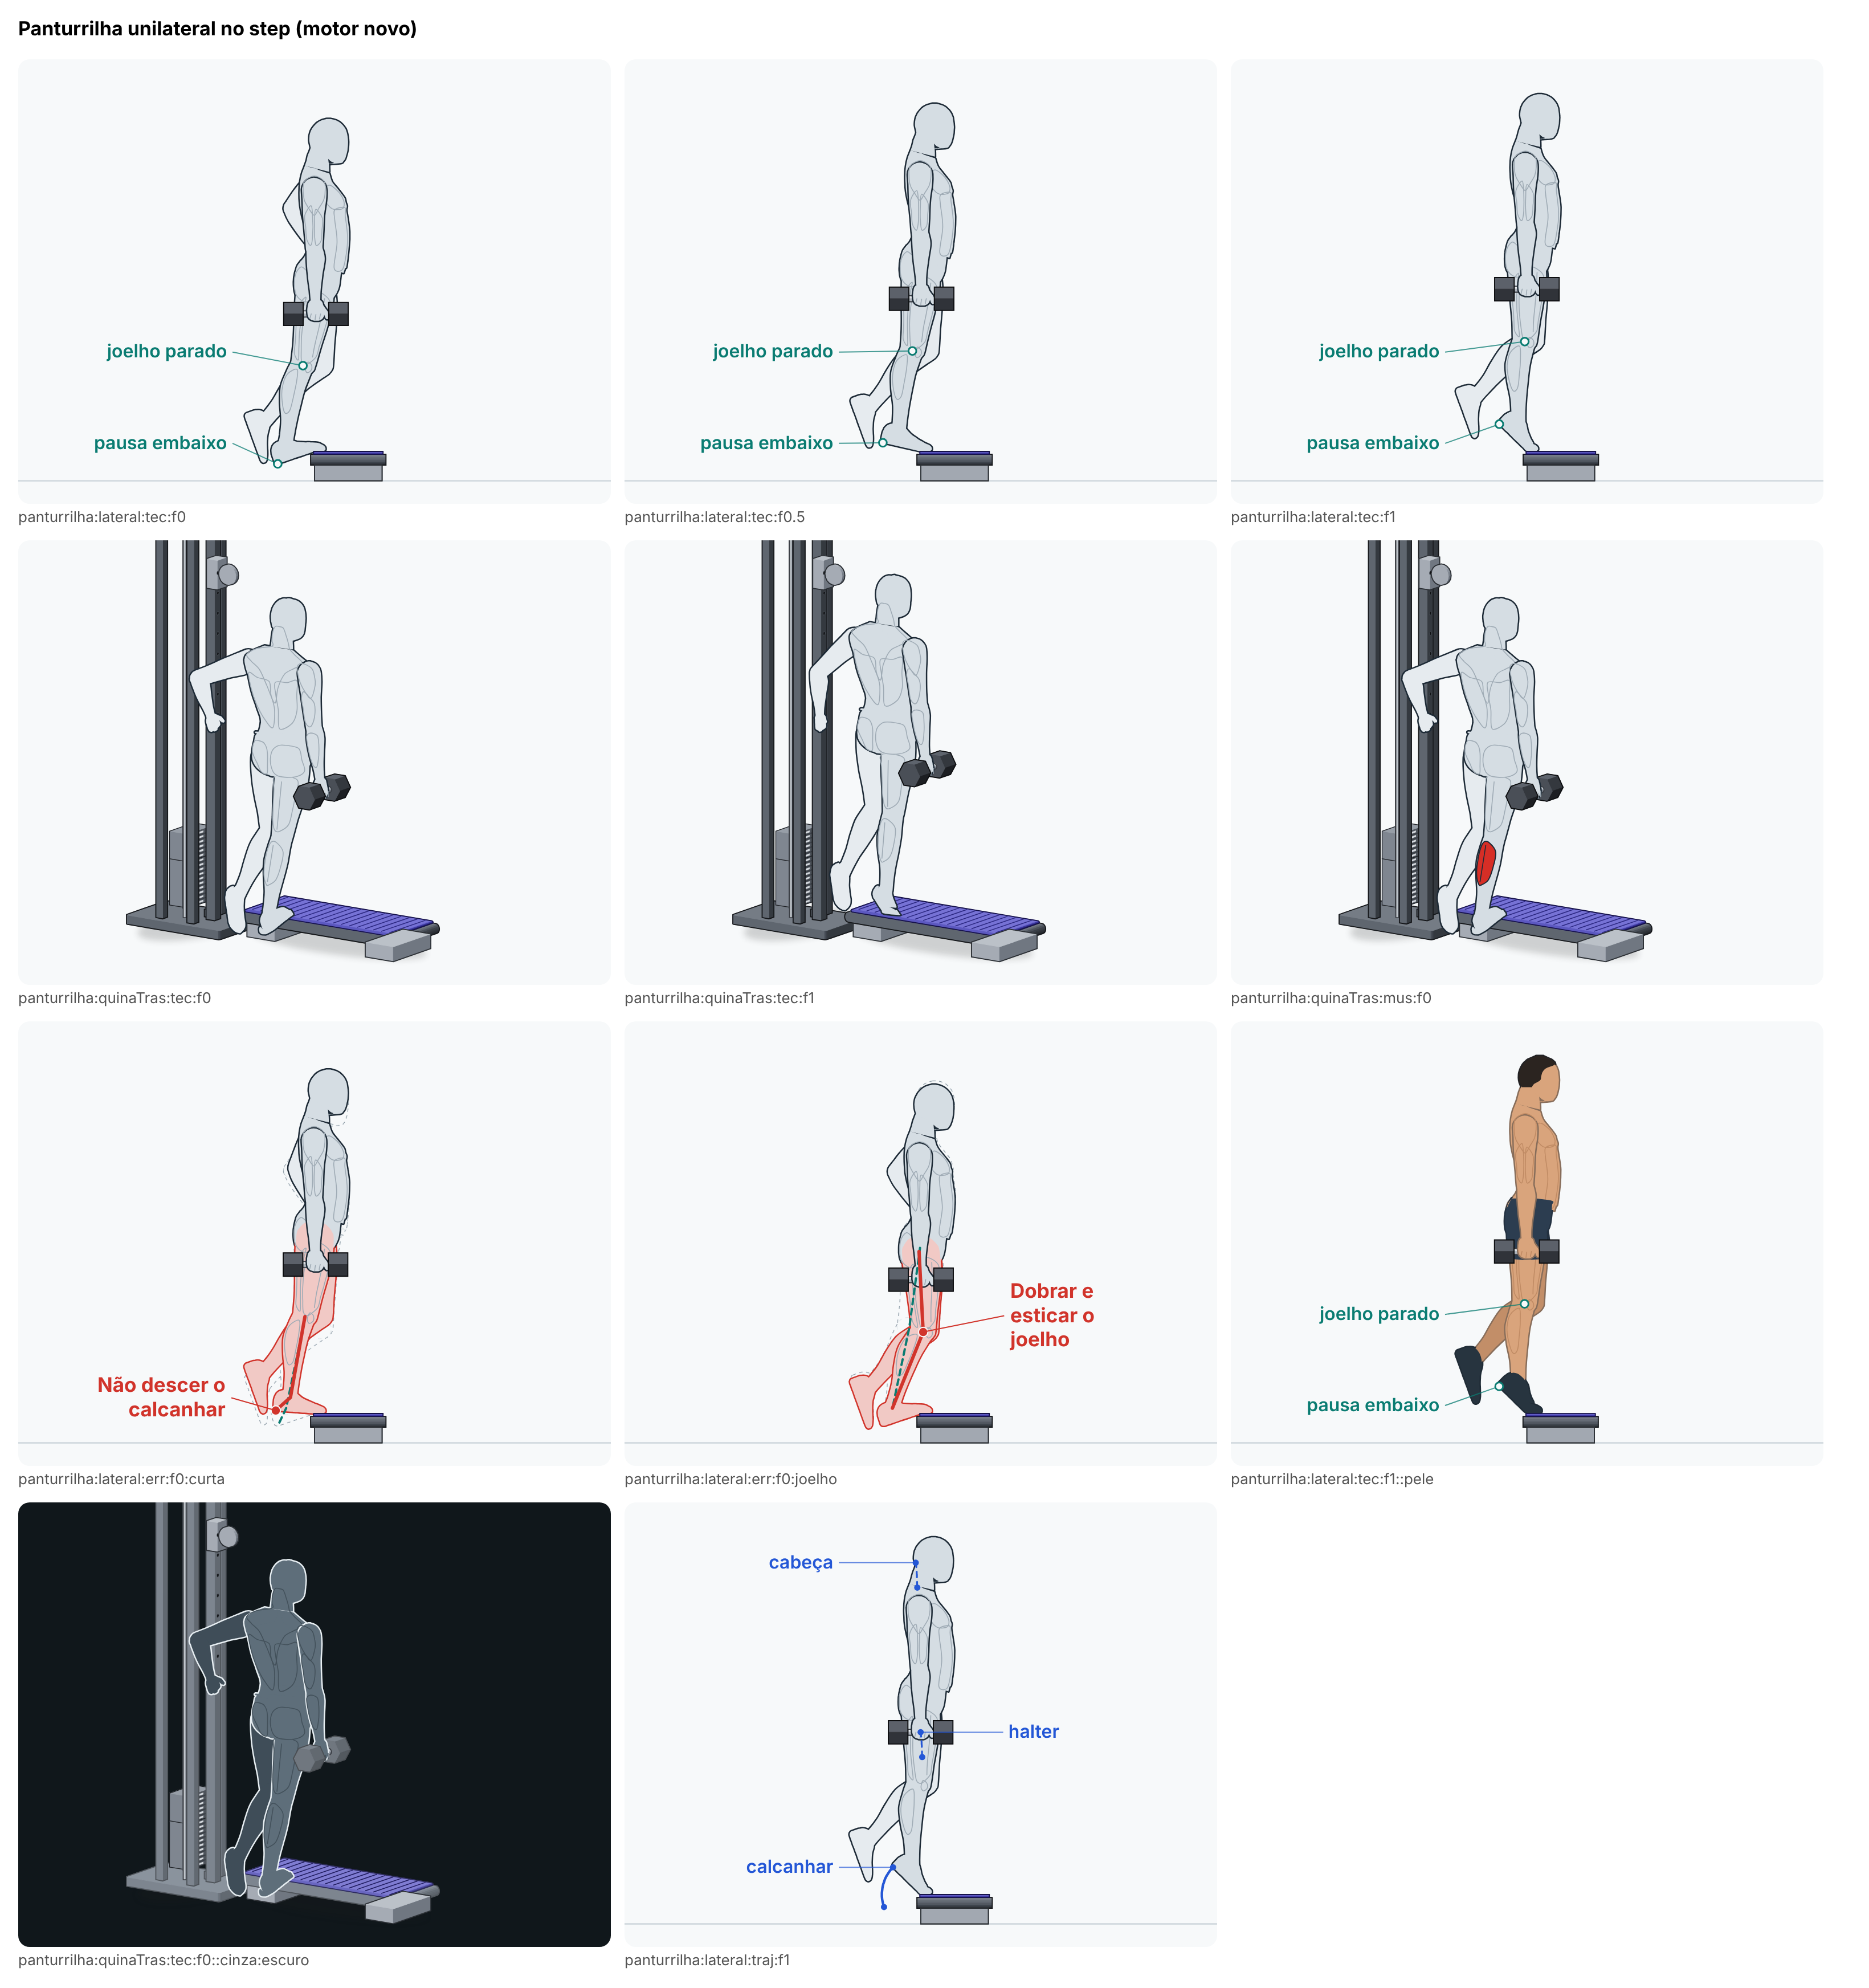 Panturrilha unilateral no step (motor novo)
joelho parado
pausa embaixo
panturrilha:lateral:tec:f0
joelho parado
pausa embaixo
panturrilha:lateral:tec:f0.5
joelho parado
pausa embaixo
panturrilha:lateral:tec:f1
panturrilha:quinaTras:tec:f0
panturrilha:quinaTras:tec:f1
panturrilha:quinaTras:mus:f0
Não descer o
calcanhar
panturrilha:lateral:err:f0:curta
Dobrar e
esticar o
joelho
panturrilha:lateral:err:f0:joelho
joelho parado
pausa embaixo
panturrilha:lateral:tec:f1::pele
panturrilha:quinaTras:tec:f0::cinza:escuro
cabeça
halter
calcanhar
panturrilha:lateral:traj:f1